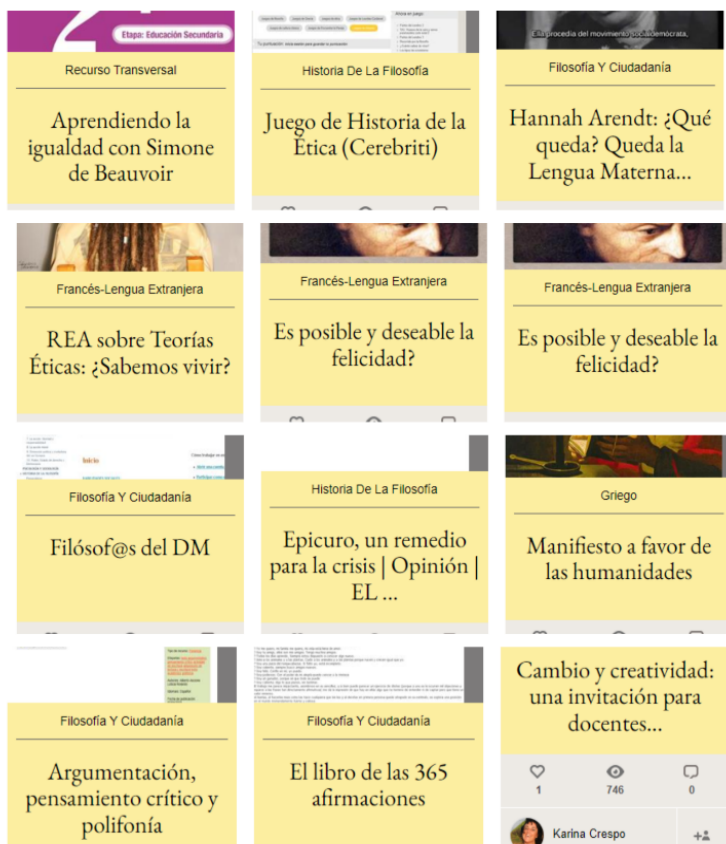 Etapa: Educación Secundaria
Recurso Transversal
Aprendiendo la
igualdad con Simone
de Beauvoir
Historia De La Filosofía
Juego de Historia de la
Ética (Cerebriti)
Ella procedía del movimiento socialdemócrata,
Filosofía Y Ciudadanía
Hannah Arendt: ¿Qué
queda? Queda la
Lengua Materna...
Francés-Lengua Extranjera
REA sobre Teorías
Éticas: ¿Sabemos vivir?
Francés-Lengua Extranjera
Es posible y deseable la
felicidad?
Francés-Lengua Extranjera
Es posible y deseable la
felicidad?
Inicio
Filosofía Y Ciudadanía
Filósof@s del DM
Historia De La Filosofía
Epicuro, un remedio
para la crisis | Opinión |
EL ...
Griego
Manifiesto a favor de
las humanidades
Filosofía Y Ciudadanía
Argumentación,
pensamiento crítico y
polifonía
Filosofía Y Ciudadanía
El libro de las 365
afirmaciones
Cambio y creatividad:
una invitación para
docentes...
1 746 0
Karina Crespo